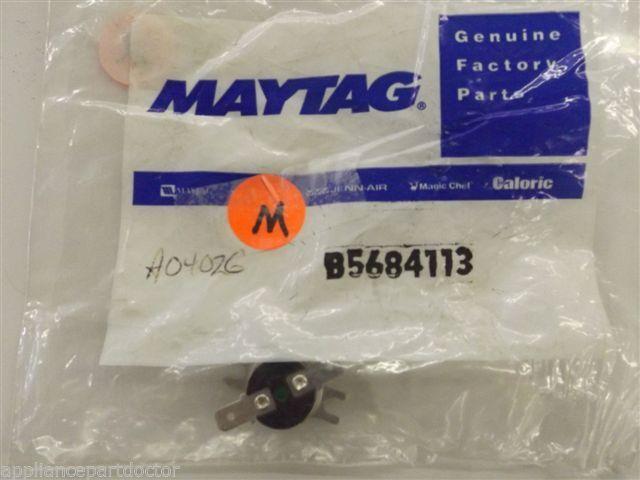 Genuine
Factory
Parts
MAYTAG®
JENN-AIR Magic Chef Caloric
M
A04026
B5684113
appliancepartdoctor